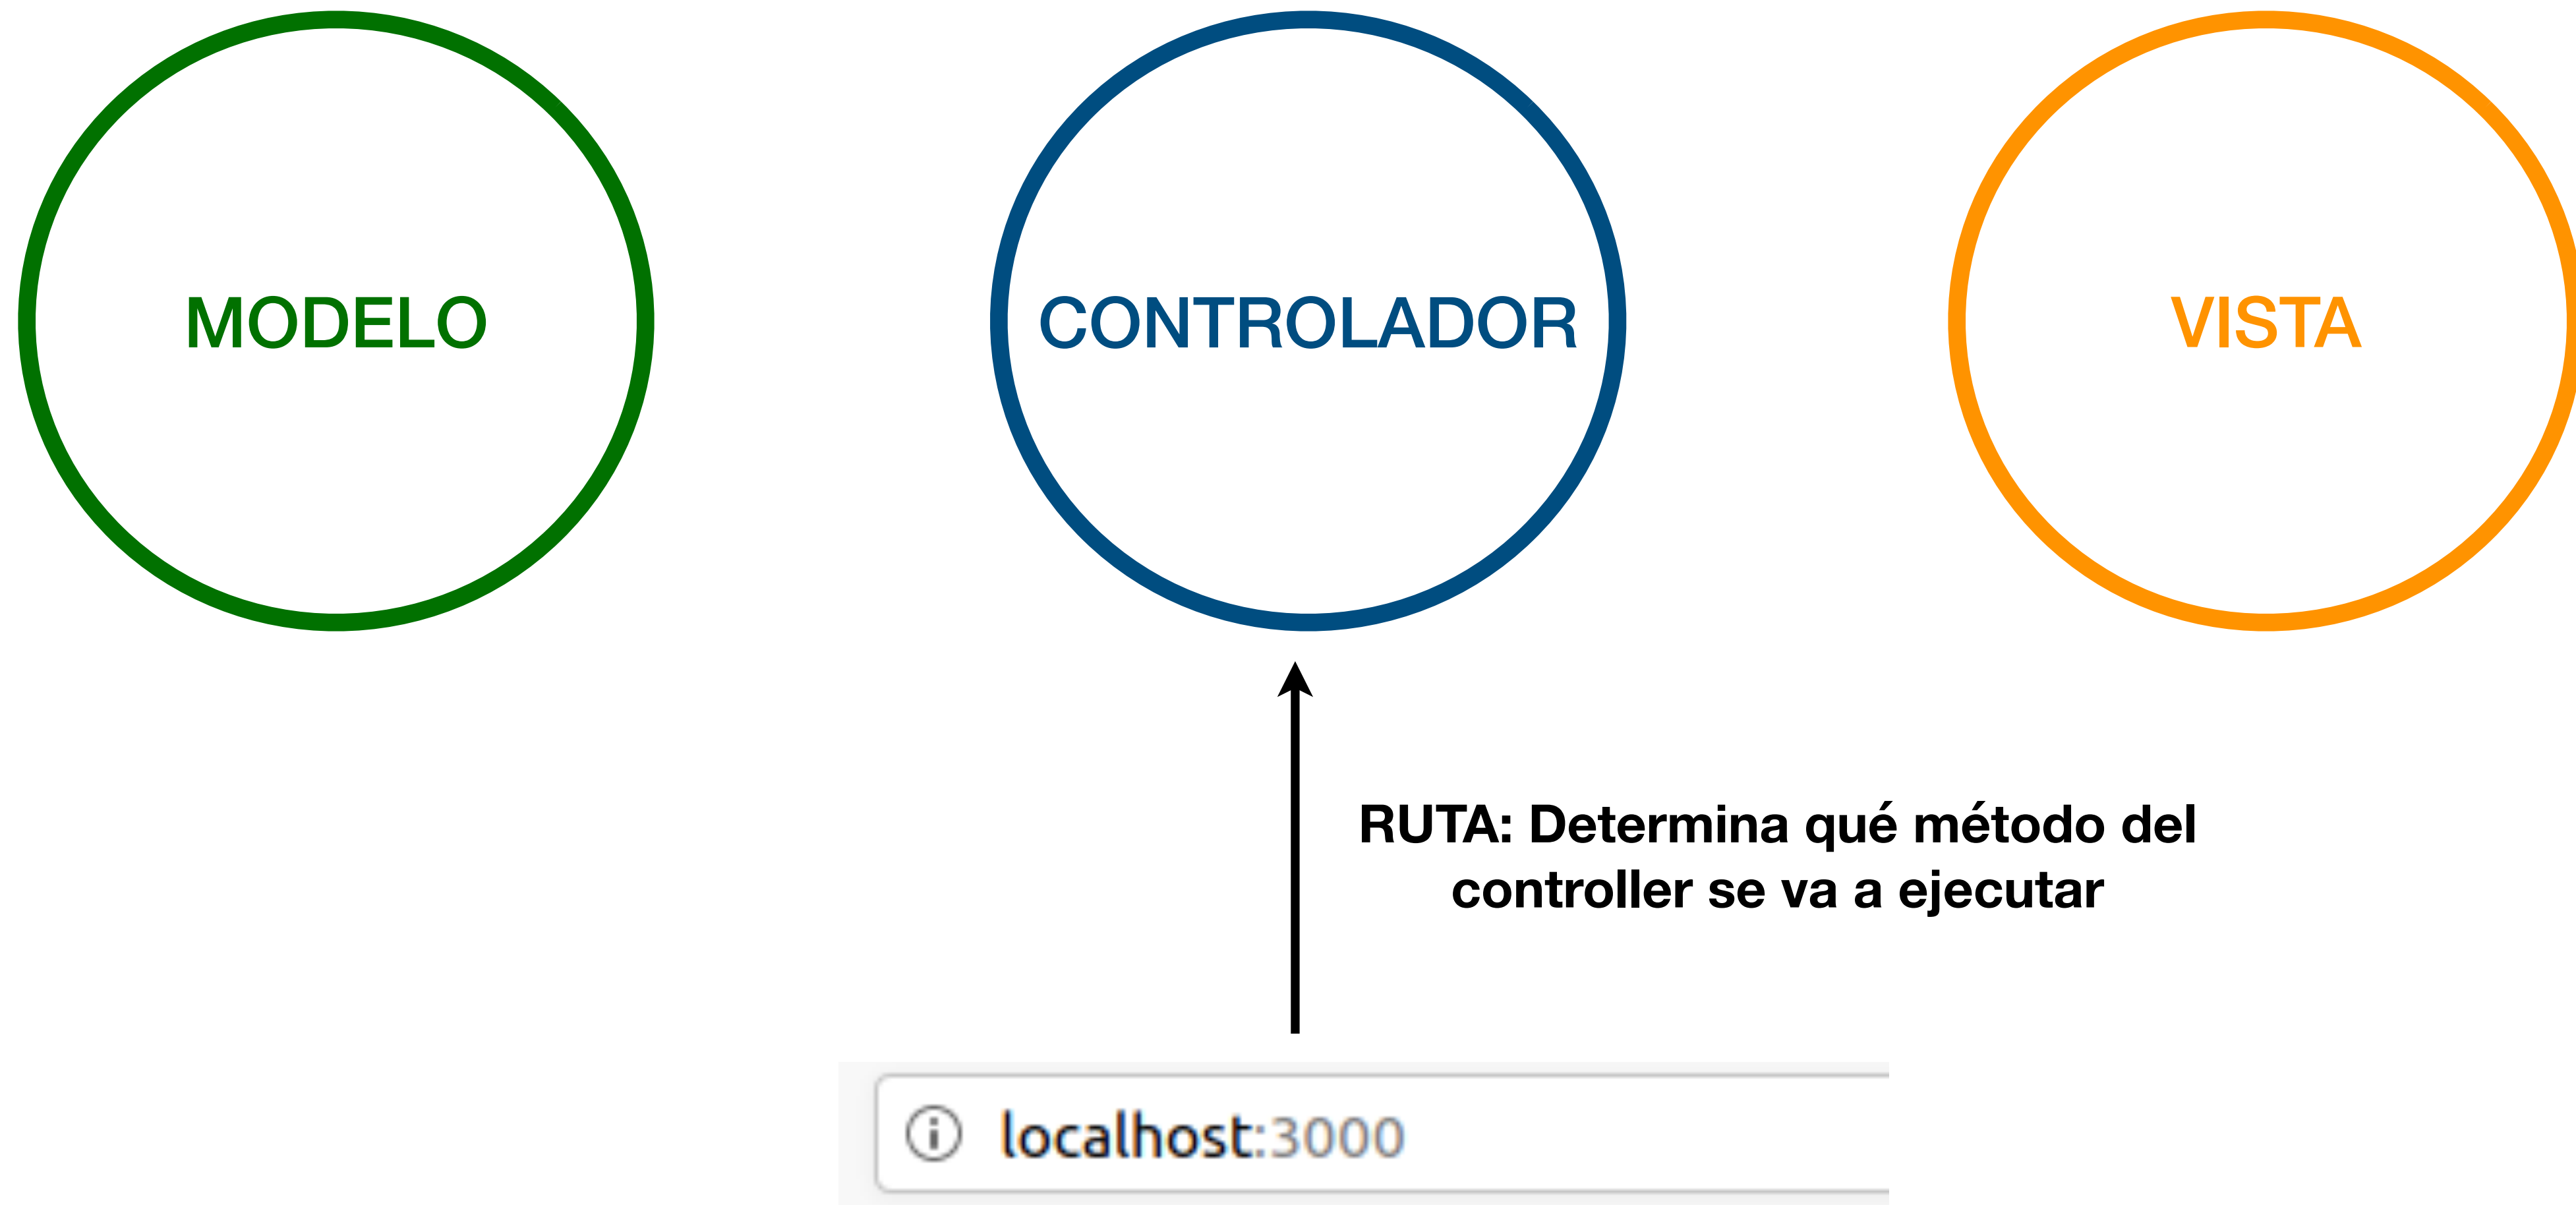 MODELO
CONTROLADOR
VISTA
RUTA: Determina qué método del
controller se va a ejecutar
localhost:3000